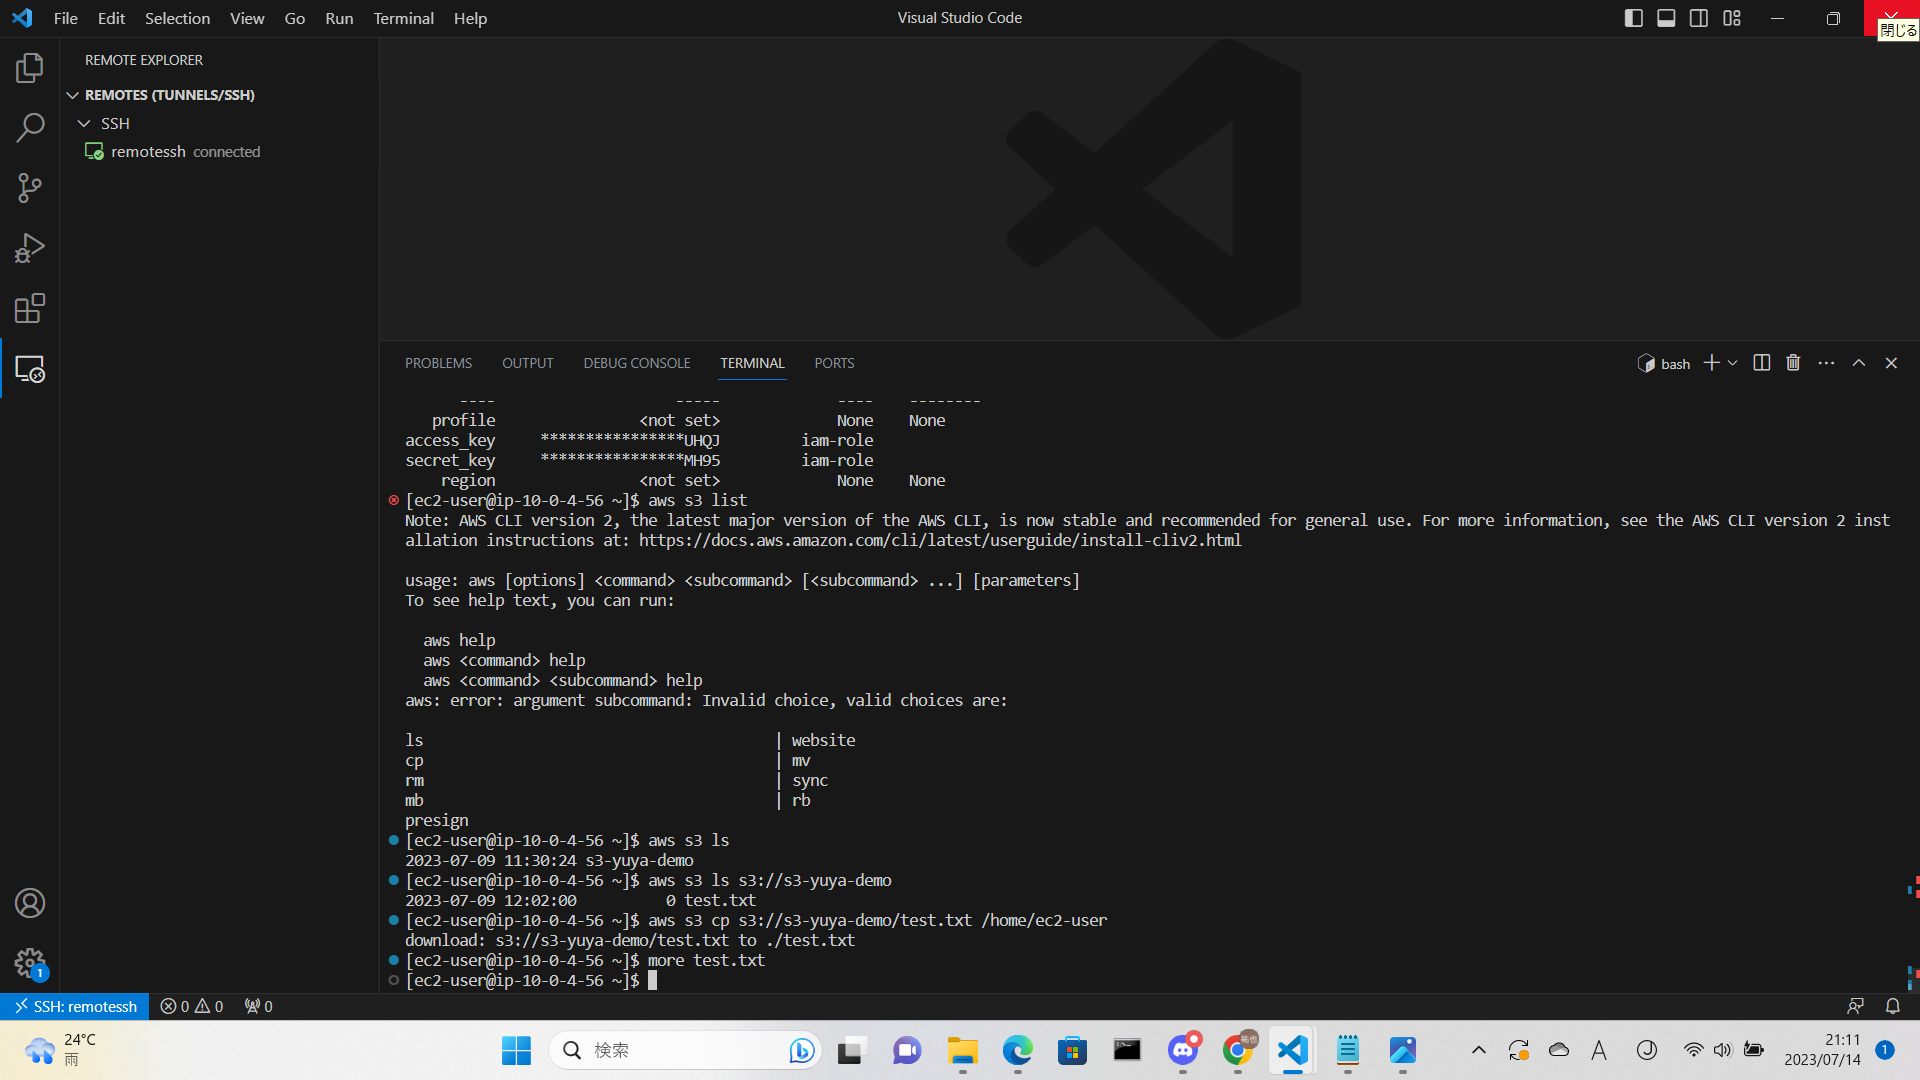 File Edit Selection View Go Run Terminal Help
Visual Studio Code
閉じる
REMOTE EXPLORER
REMOTES (TUNNELS/SSH)
SSH
remotessh connected
PROBLEMS OUTPUT DEBUG CONSOLE TERMINAL PORTS
bash
---- ----- ---- --------
profile <not set> None None
access_key ****************UHQJ iam-role
secret_key ****************MH95 iam-role
region <not set> None None
[ec2-user@ip-10-0-4-56 ~]$ aws s3 list
Note: AWS CLI version 2, the latest major version of the AWS CLI, is now stable and recommended for general use. For more information, see the AWS CLI version 2 inst
allation instructions at: https://docs.aws.amazon.com/cli/latest/userguide/install-cliv2.html
usage: aws [options] <command> <subcommand> [<subcommand> ...] [parameters]
To see help text, you can run:
aws help
aws <command> help
aws <command> <subcommand> help
aws: error: argument subcommand: Invalid choice, valid choices are:
ls | website
cp | mv
rm | sync
mb | rb
presign
[ec2-user@ip-10-0-4-56 ~]$ aws s3 ls
2023-07-09 11:30:24 s3-yuya-demo
[ec2-user@ip-10-0-4-56 ~]$ aws s3 ls s3://s3-yuya-demo
2023-07-09 12:02:00 0 test.txt
[ec2-user@ip-10-0-4-56 ~]$ aws s3 cp s3://s3-yuya-demo/test.txt /home/ec2-user
download: s3://s3-yuya-demo/test.txt to ./test.txt
[ec2-user@ip-10-0-4-56 ~]$ more test.txt
[ec2-user@ip-10-0-4-56 ~]$
1
SSH: remotessh 0 0 0
24°C
雨
検索
A
J
21:11
2023/07/14
1